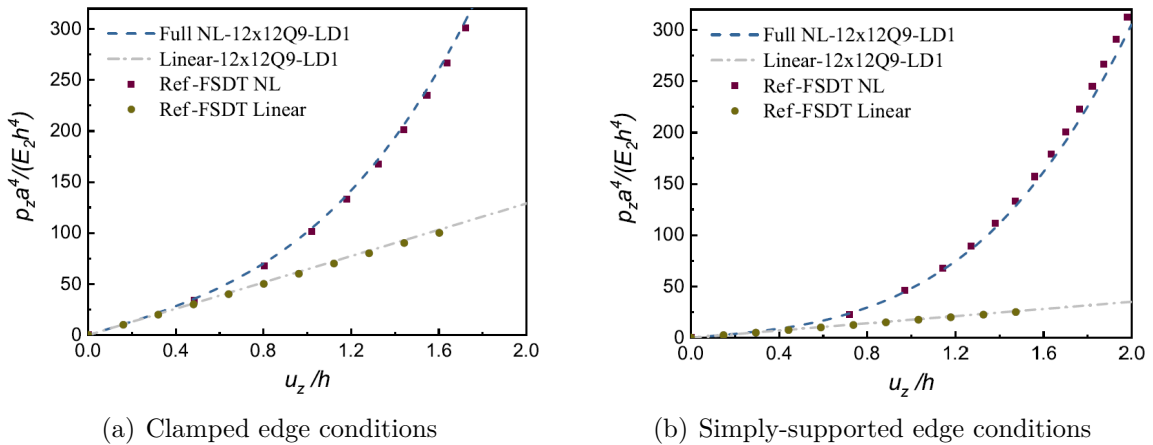 300
250
200
150
100
50
0
p_z a^4/(E_2h^4)
Full NL-12x12Q9-LD1
Linear-12x12Q9-LD1
Ref-FSDT NL
Ref-FSDT Linear
0.0 0.4 0.8 1.2 1.6 2.0
u_z /h
(a) Clamped edge conditions
300
250
200
150
100
50
0
p_z a^4/(E_2h^4)
Full NL-12x12Q9-LD1
Linear-12x12Q9-LD1
Ref-FSDT NL
Ref-FSDT Linear
0.0 0.4 0.8 1.2 1.6 2.0
u_z /h
(b) Simply-supported edge conditions